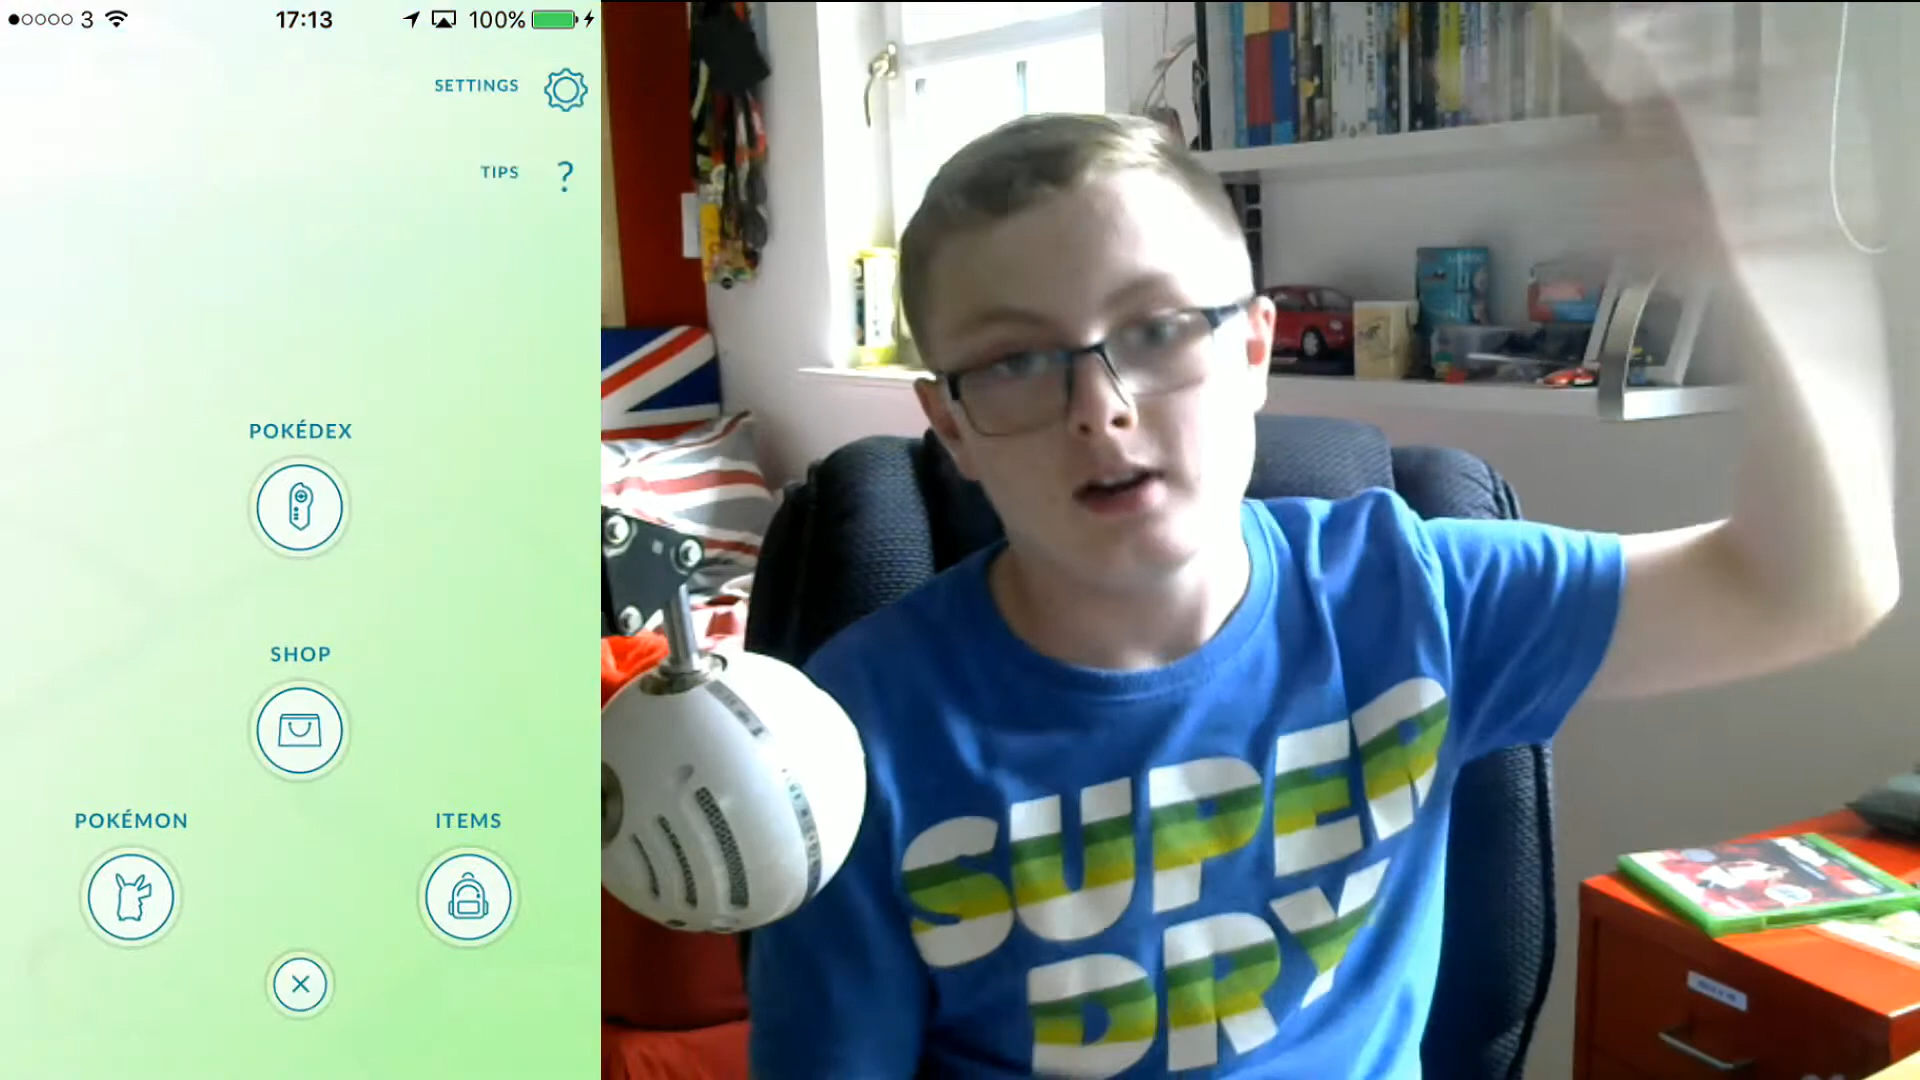 3 17:13 100%
SETTINGS
TIPS ?
POKÉDEX
SHOP
POKÉMON
ITEMS
SUPER
DRY